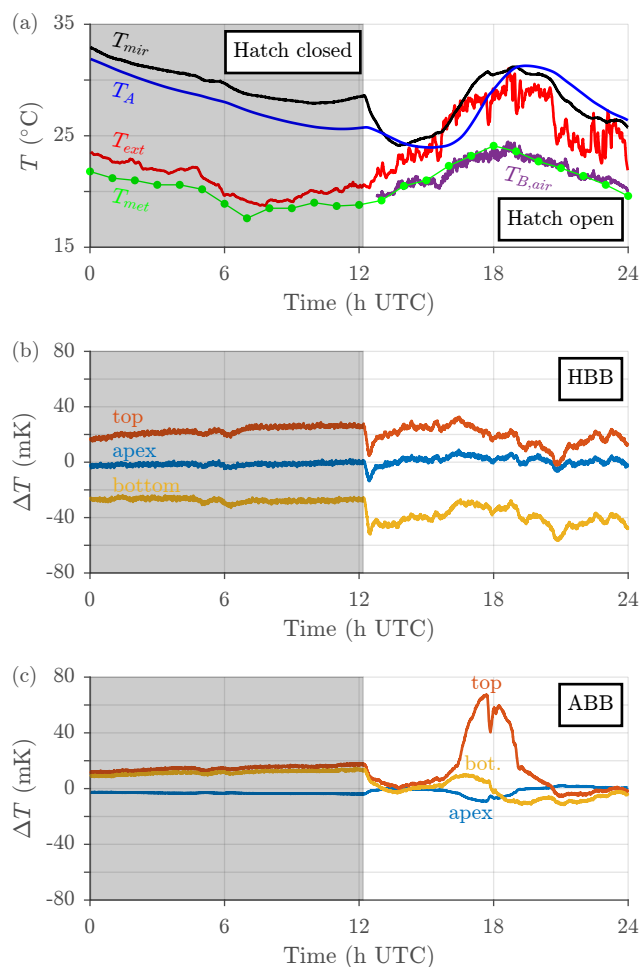 (a)
35
25
15
T (°C)
T_mir
Hatch closed
T_A
T_ext
T_met
T_B,air
Hatch open
0 6 12 18 24
Time (h UTC)
(b)
80
40
0
-40
-80
ΔT (mK)
HBB
top
apex
bottom
0 6 12 18 24
Time (h UTC)
(c)
80
40
0
-40
-80
ΔT (mK)
top
ABB
bot.
apex
0 6 12 18 24
Time (h UTC)